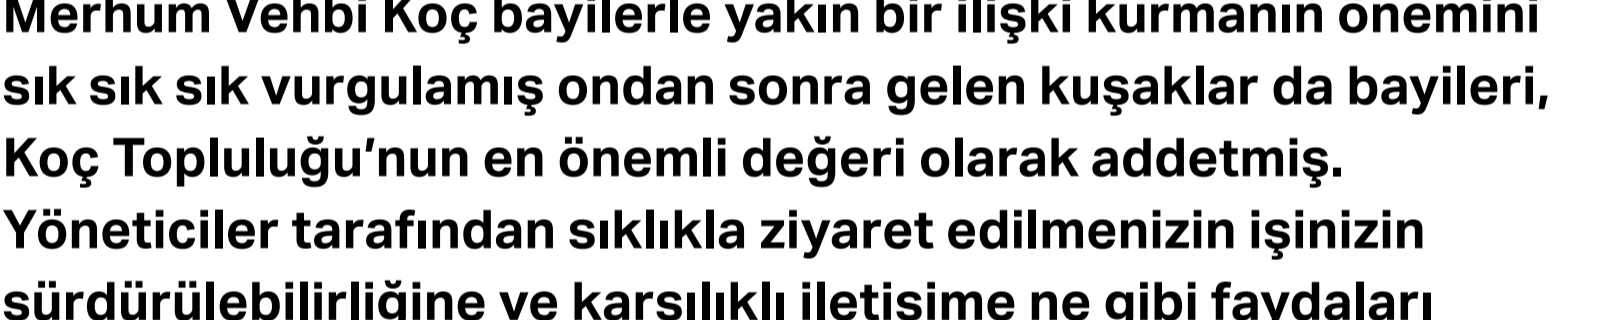 Merhum Vehbi Koç bayilerle yakın bir ilişki kurmanın önemini
sık sık sık vurgulamış ondan sonra gelen kuşaklar da bayileri,
Koç Topluluğu’nun en önemli değeri olarak addetmiş.
Yöneticiler tarafından sıklıkla ziyaret edilmenizin işinizin
sürdürülebilirliğine ve karşılıklı iletişime ne gibi faydaları